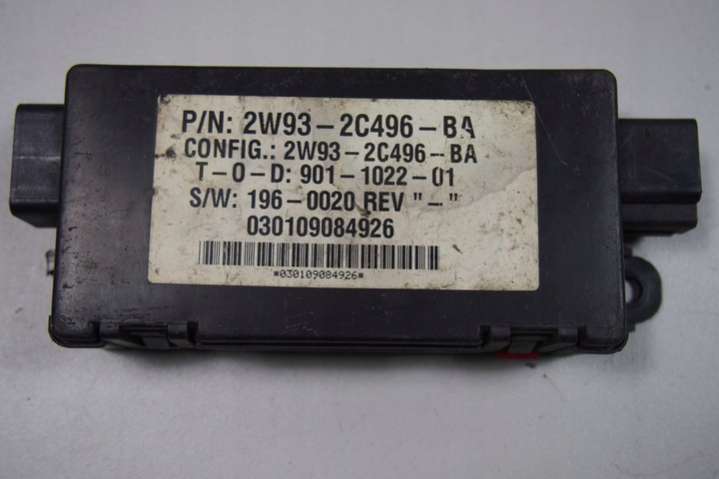 P/N: 2W93-2C496-BA
CONFIG.: 2W93-2C496-BA
T-O-D: 901-1022-01
S/W: 196-0020 REV "-"
030109084926
*030109084926*